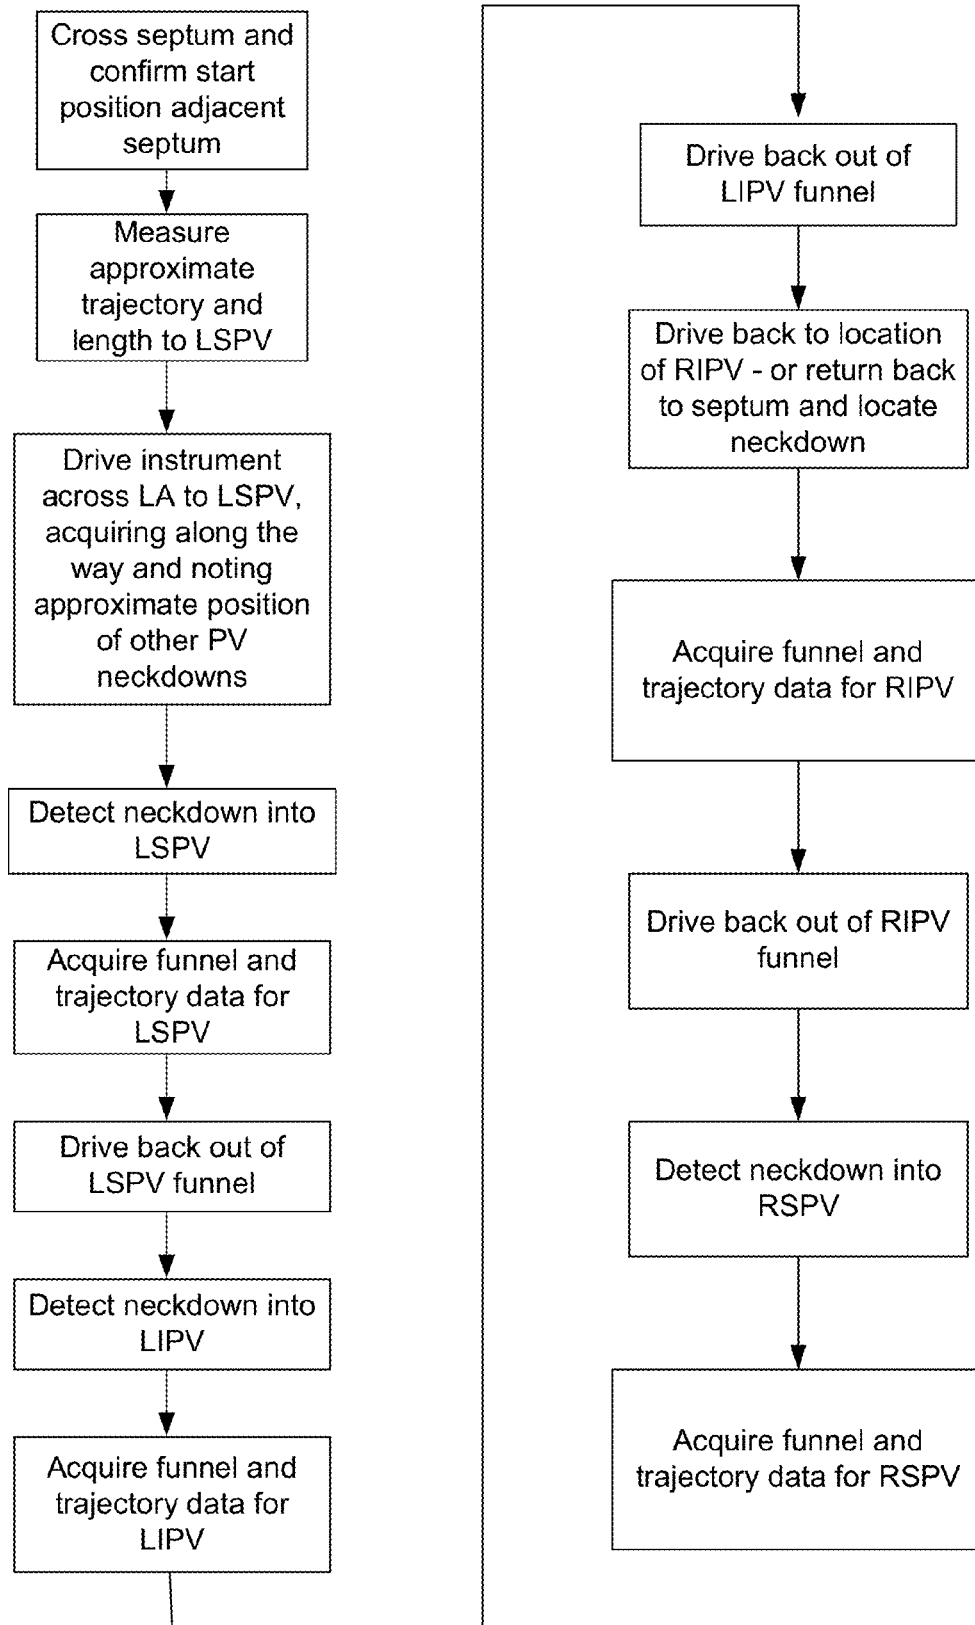 Cross septum and
confirm start
position adjacent
septum
Measure
approximate
trajectory and
length to LSPV
Drive instrument
across LA to LSPV,
acquiring along the
way and noting
approximate position
of other PV
neckdowns
Detect neckdown into
LSPV
Acquire funnel and
trajectory data for
LSPV
Drive back out of
LSPV funnel
Detect neckdown into
LIPV
Acquire funnel and
trajectory data for
LIPV
Drive back out of
LIPV funnel
Drive back to location
of RIPV - or return back
to septum and locate
neckdown
Acquire funnel and
trajectory data for RIPV
Drive back out of RIPV
funnel
Detect neckdown into
RSPV
Acquire funnel and
trajectory data for RSPV